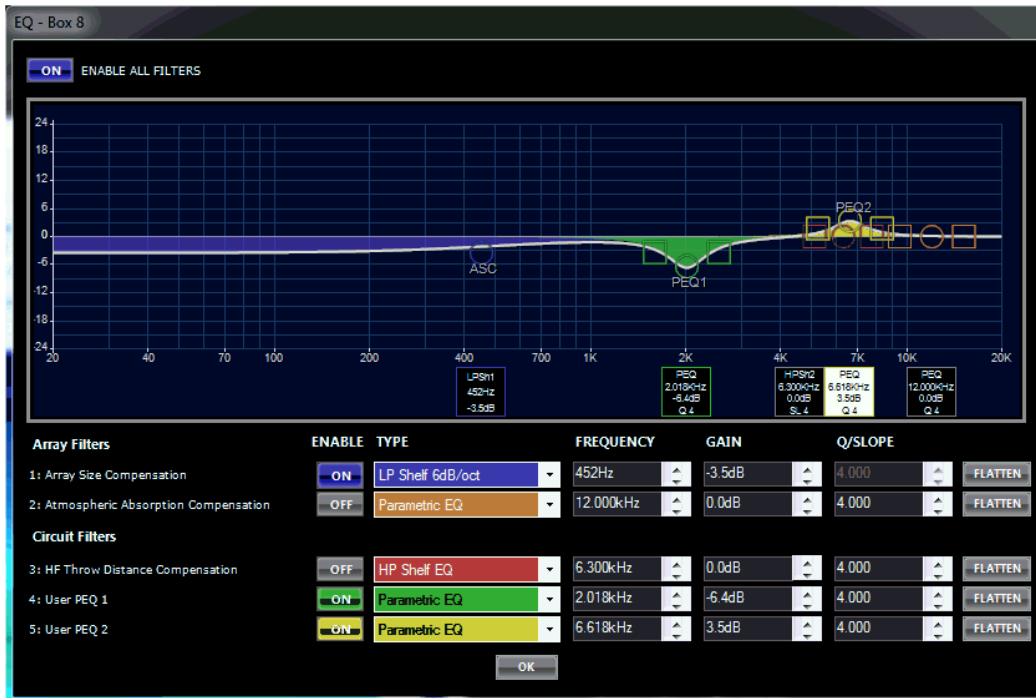 EQ - Box 8
ON ENABLE ALL FILTERS
24
18
12
6
0
-6
-12
-18
-24
ASC
PEQ1
PEQ2
20 40 70 100 200 400 700 1K 2K 4K 7K 10K 20K
LPSh1
452Hz
-3.5dB
PEQ
2.018KHz
-6.4dB
Q 4
HPSh2
6.300KHz
0.0dB
SL 4
PEQ
6.618KHz
3.5dB
Q 4
PEQ
12.000KHz
0.0dB
Q 4
Array Filters ENABLE TYPE FREQUENCY GAIN Q/SLOPE
1: Array Size Compensation ON LP Shelf 6dB/oct 452Hz -3.5dB 4.000 FLATTEN
2: Atmospheric Absorption Compensation OFF Parametric EQ 12.000kHz 0.0dB 4.000 FLATTEN
Circuit Filters
3: HF Throw Distance Compensation OFF HP Shelf EQ 6.300kHz 0.0dB 4.000 FLATTEN
4: User PEQ 1 ON Parametric EQ 2.018kHz -6.4dB 4.000 FLATTEN
5: User PEQ 2 ON Parametric EQ 6.618kHz 3.5dB 4.000 FLATTEN
OK